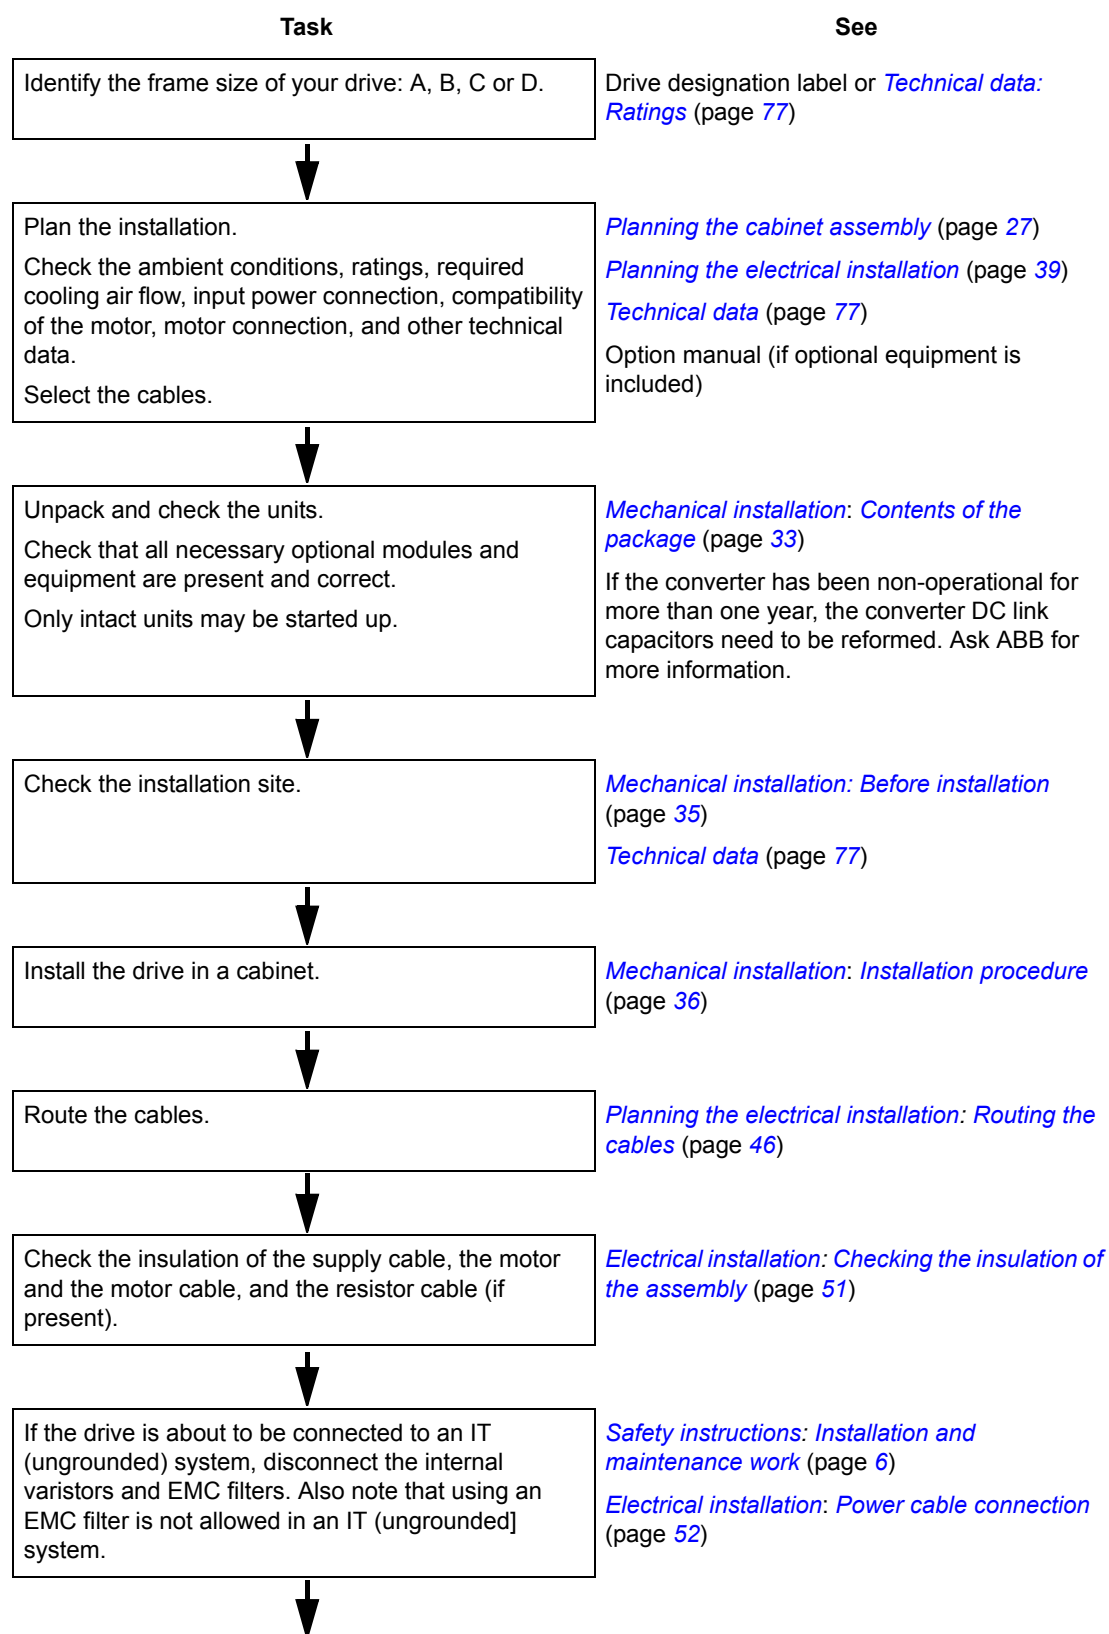 Task See
Identify the frame size of your drive: A, B, C or D.
Drive designation label or Technical data:
Ratings (page 77)
Plan the installation.
Check the ambient conditions, ratings, required
cooling air flow, input power connection, compatibility
of the motor, motor connection, and other technical
data.
Select the cables.
Planning the cabinet assembly (page 27)
Planning the electrical installation (page 39)
Technical data (page 77)
Option manual (if optional equipment is
included)
Unpack and check the units.
Check that all necessary optional modules and
equipment are present and correct.
Only intact units may be started up.
Mechanical installation: Contents of the
package (page 33)
If the converter has been non-operational for
more than one year, the converter DC link
capacitors need to be reformed. Ask ABB for
more information.
Check the installation site.
Mechanical installation: Before installation
(page 35)
Technical data (page 77)
Install the drive in a cabinet.
Mechanical installation: Installation procedure
(page 36)
Route the cables.
Planning the electrical installation: Routing the
cables (page 46)
Check the insulation of the supply cable, the motor
and the motor cable, and the resistor cable (if
present).
Electrical installation: Checking the insulation of
the assembly (page 51)
If the drive is about to be connected to an IT
(ungrounded) system, disconnect the internal
varistors and EMC filters. Also note that using an
EMC filter is not allowed in an IT (ungrounded]
system.
Safety instructions: Installation and
maintenance work (page 6)
Electrical installation: Power cable connection
(page 52)